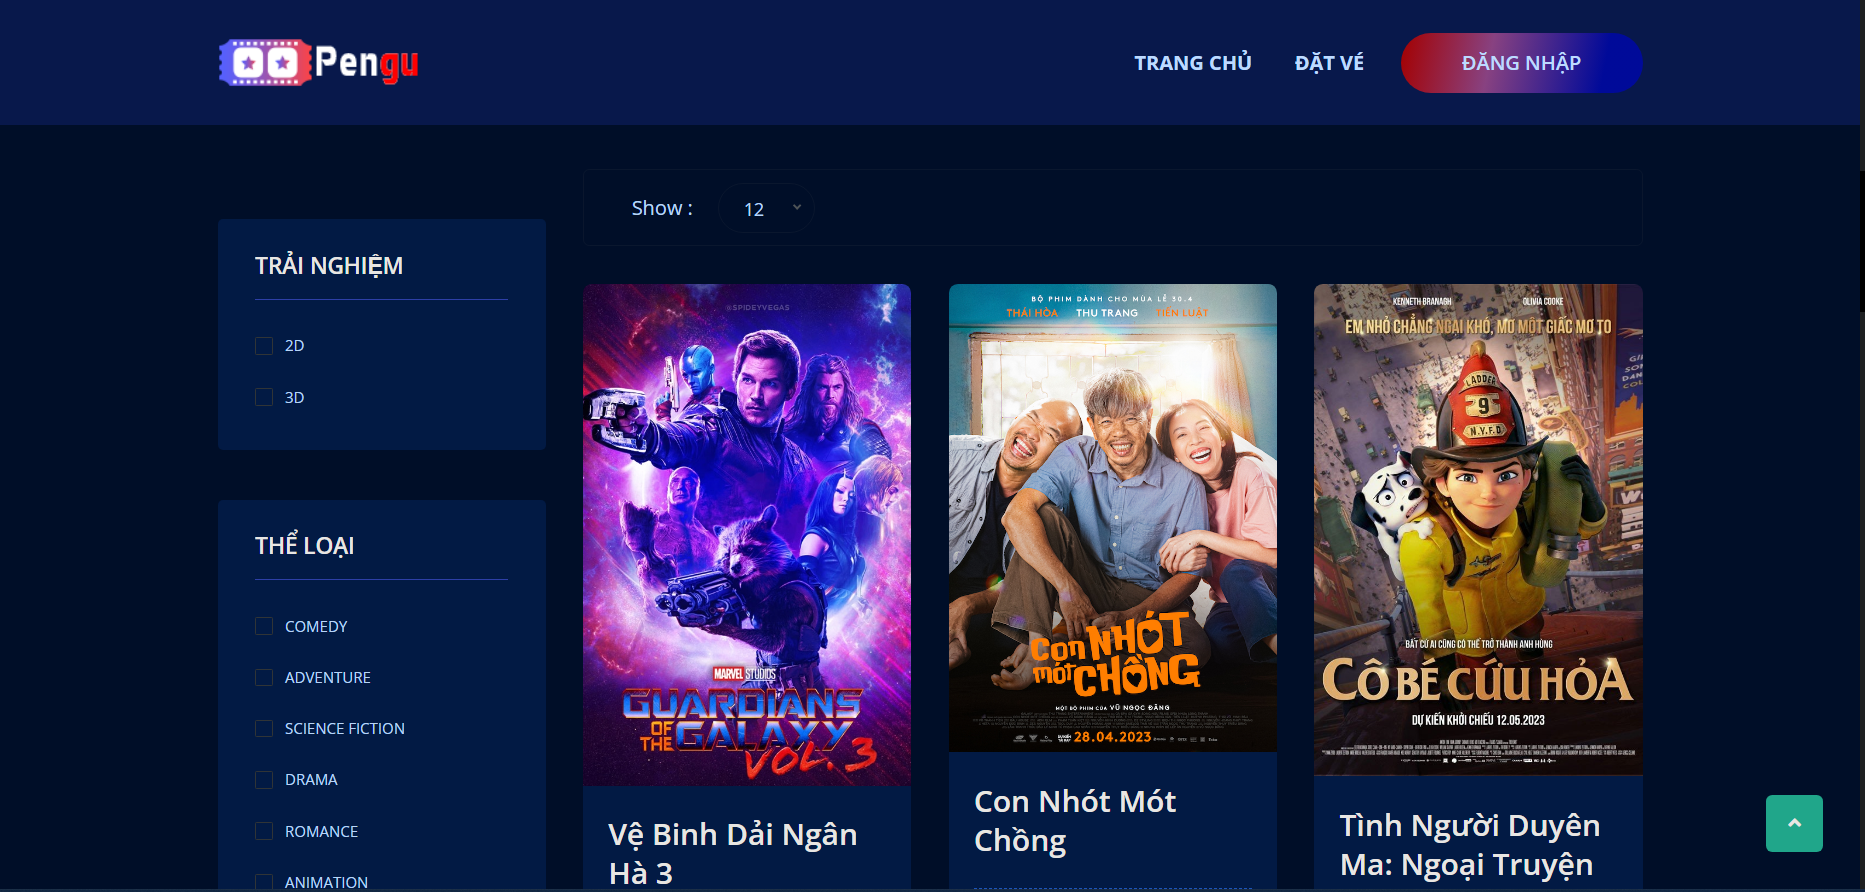 Pengu
TRANG CHỦ
ĐẶT VÉ
ĐĂNG NHẬP
Show :
12
TRẢI NGHIỆM
2D
3D
THỂ LOẠI
COMEDY
ADVENTURE
SCIENCE FICTION
DRAMA
ROMANCE
ANIMATION
@SPIDEYVEGAS
MARVEL STUDIOS
GUARDIANS
OF THE GALAXY
VOL. 3
Vệ Binh Dải Ngân
Hà 3
BỘ PHIM DÀNH CHO MÙA LỄ 30.4
THÁI HÒA THU TRANG TIẾN LUẬT
CON NHÓT
MÓT CHỒNG
MỘT BỘ PHIM CỦA VŨ NGỌC ĐÃNG
28.04.2023
Con Nhót Mót
Chồng
KENNETH BRANAGH OLIVIA COOKE
EM NHỎ CHẲNG NGẠI KHÓ, MƠ MỘT GIẤC MƠ TO
LADDER
9
N.Y.F.D.
BẤT CỨ AI CŨNG CÓ THỂ TRỞ THÀNH ANH HÙNG
CÔ BÉ CỨU HỎA
DỰ KIẾN KHỞI CHIẾU 12.05.2023
Tình Người Duyên
Ma: Ngoại Truyện